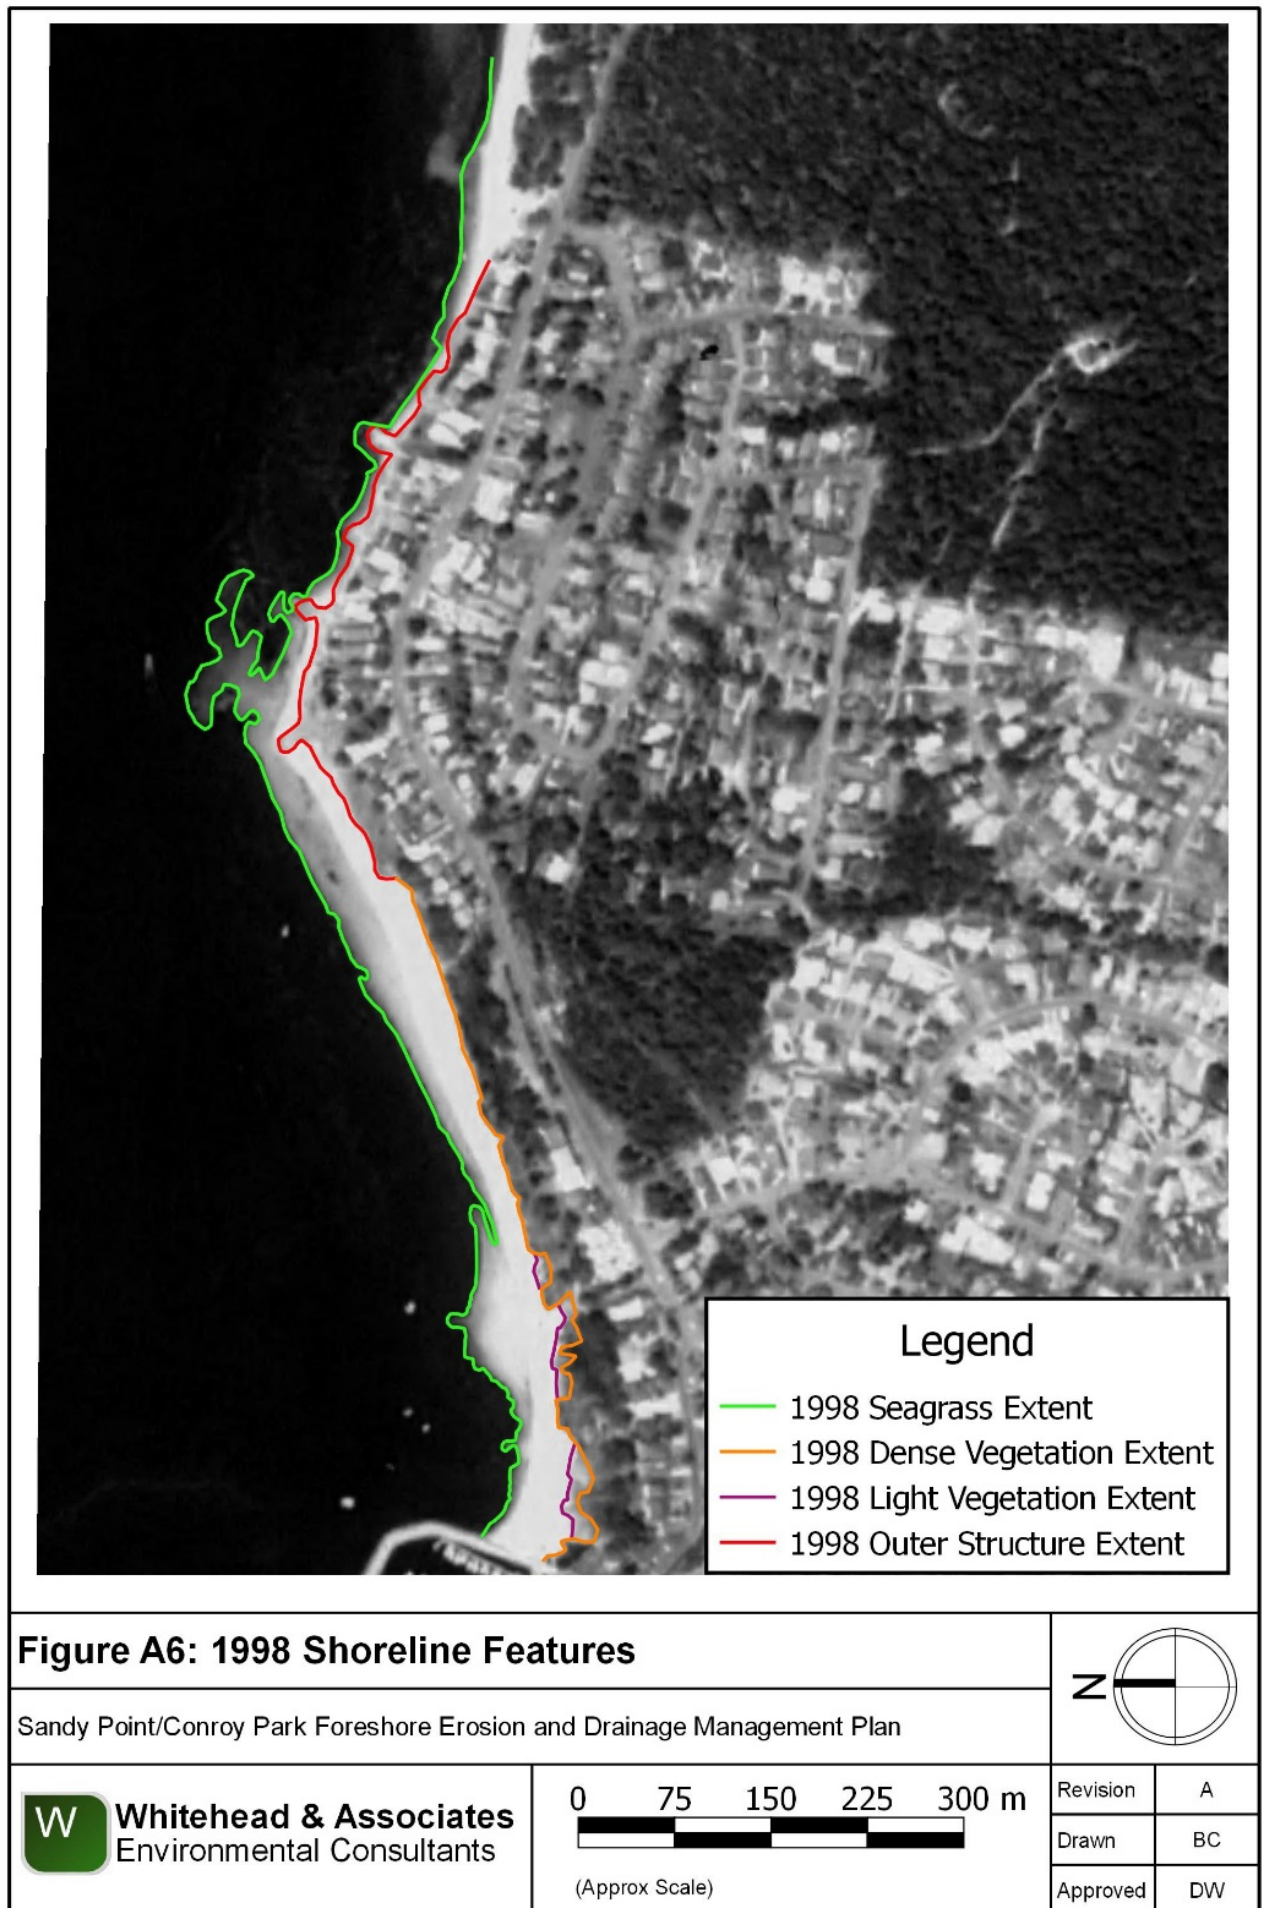 Legend
1998 Seagrass Extent
1998 Dense Vegetation Extent
1998 Light Vegetation Extent
1998 Outer Structure Extent
Figure A6: 1998 Shoreline Features
Sandy Point/Conroy Park Foreshore Erosion and Drainage Management Plan
N
W
Whitehead & Associates
Environmental Consultants
0 75 150 225 300 m
(Approx Scale)
Revision A
Drawn BC
Approved DW